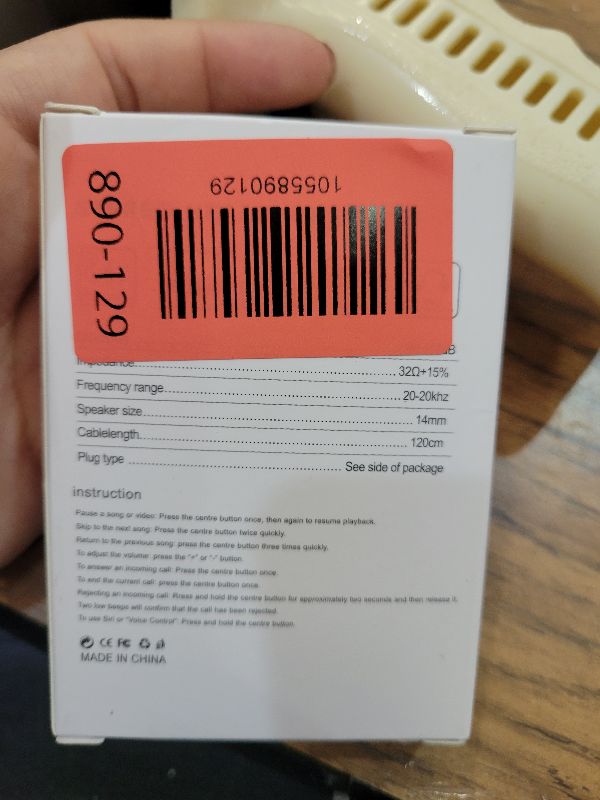 890-129
1055890129
dB
Impedance.......32Ω+15%
Frequency range.......20-20khz
Speaker size.......14mm
Cablelength.......120cm
Plug type.......See side of package
instruction
Pause a song or video: Press the centre button once, then again to resume playback.
Skip to the next song: Press the centre button twice quickly.
Return to the previous song: press the centre button three times quickly.
To adjust the volume: press the "+" or "-" button.
To answer an incoming call: Press the centre button once.
To end the current call: press the centre button once.
Rejecting an incoming call: Rress and hold the centre button for approximately two seconds and then release it.
Two low beeps will confirm that the call has been rejected.
To use Siri or "Voice Control": Press and hold the centre button.
CE FC
MADE IN CHINA